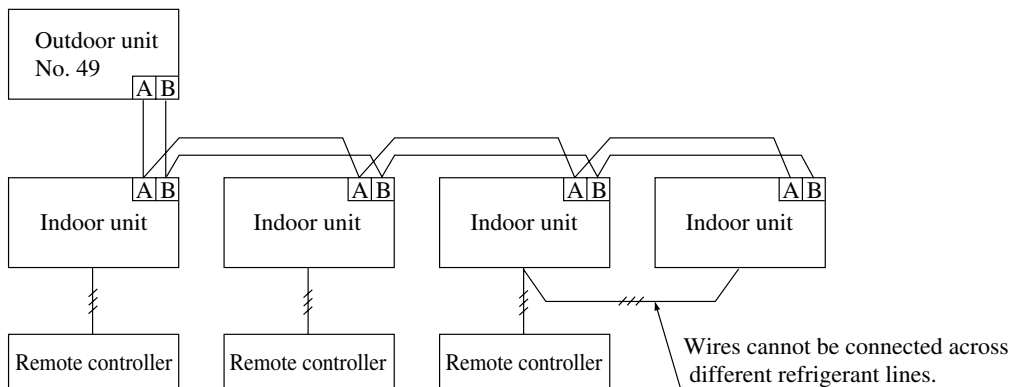 Outdoor unit
No. 49
A B
A B
A B
A B
A B
Indoor unit
Indoor unit
Indoor unit
Indoor unit
Remote controller
Remote controller
Remote controller
Wires cannot be connected across
different refrigerant lines.